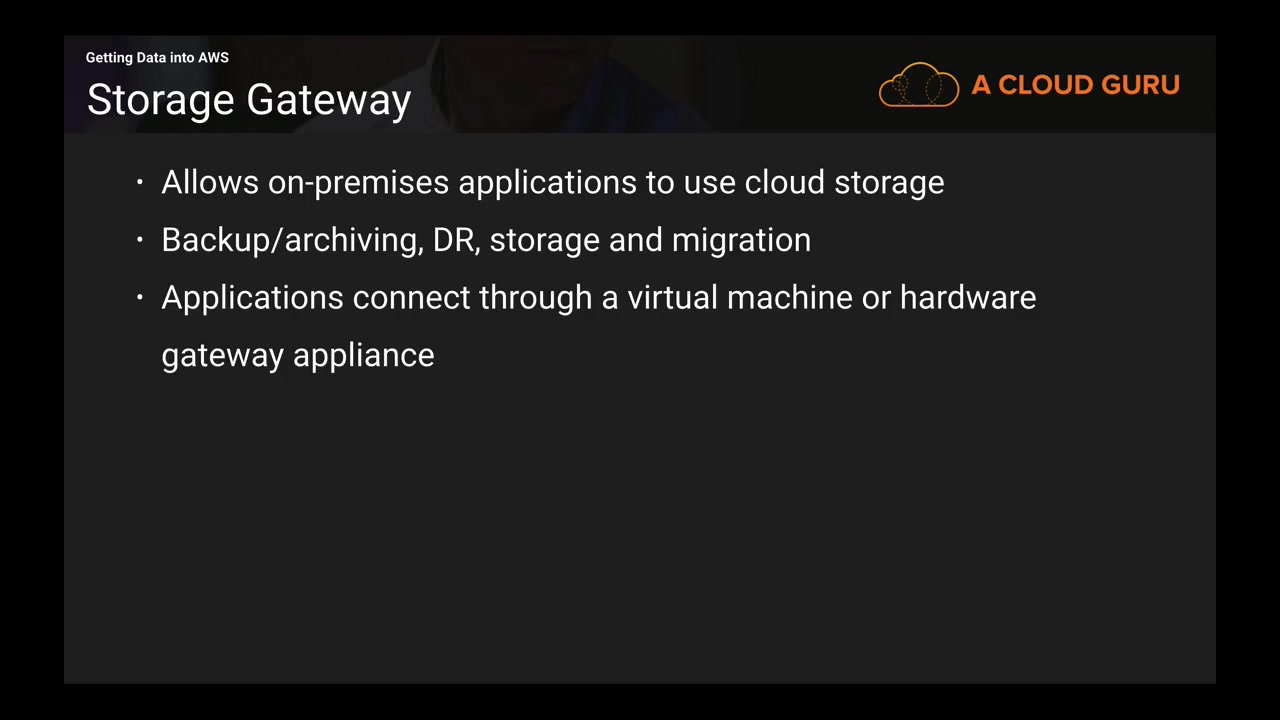 Getting Data into AWS
Storage Gateway
A CLOUD GURU
• Allows on-premises applications to use cloud storage
• Backup/archiving, DR, storage and migration
• Applications connect through a virtual machine or hardware
gateway appliance